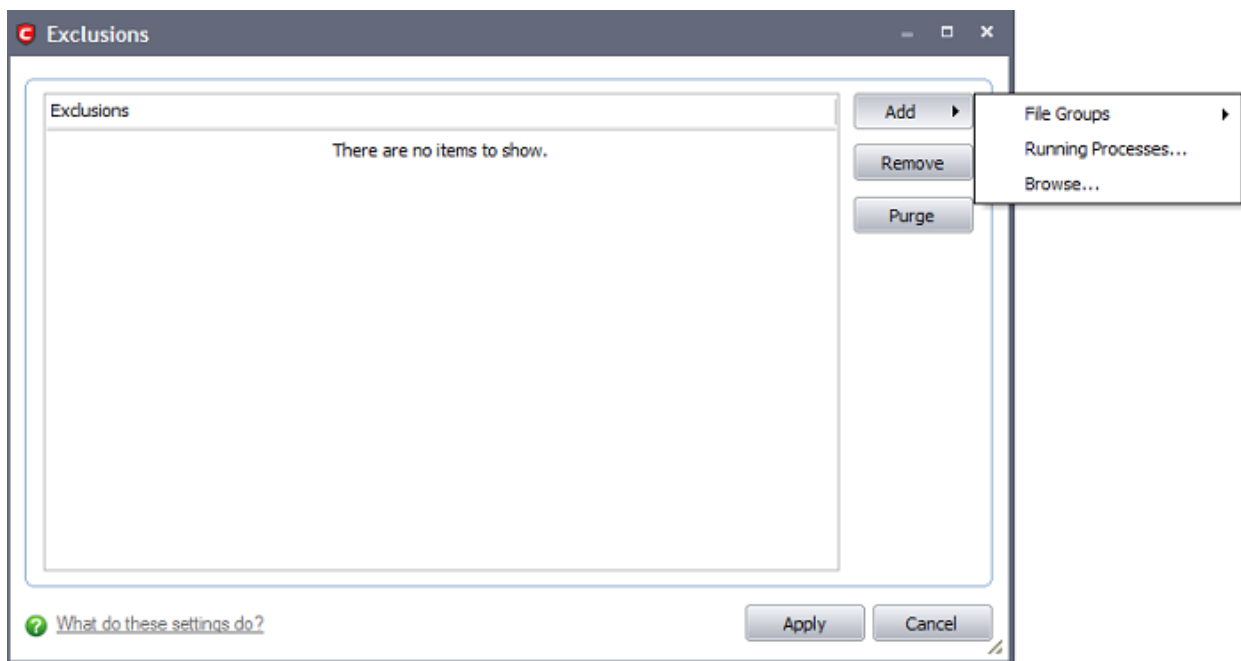 Exclusions
Exclusions
There are no items to show.
Add
Remove
Purge
File Groups
Running Processes...
Browse...
What do these settings do?
Apply
Cancel